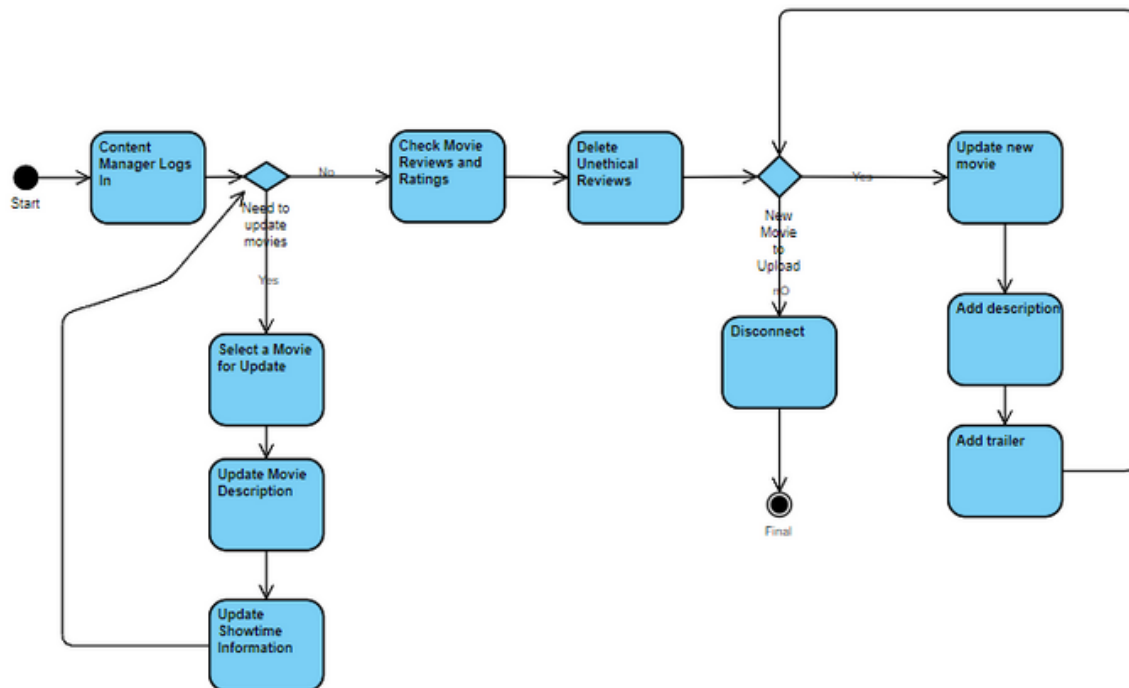 Start
Content
Manager Logs
In
Need to
update
movies
No
Yes
Select a Movie
for Update
Update Movie
Description
Update
Showtime
Information
Check Movie
Reviews and
Ratings
Delete
Unethical
Reviews
New
Movie
to
Upload
nO
Disconnect
Final
Yes
Update new
movie
Add description
Add trailer